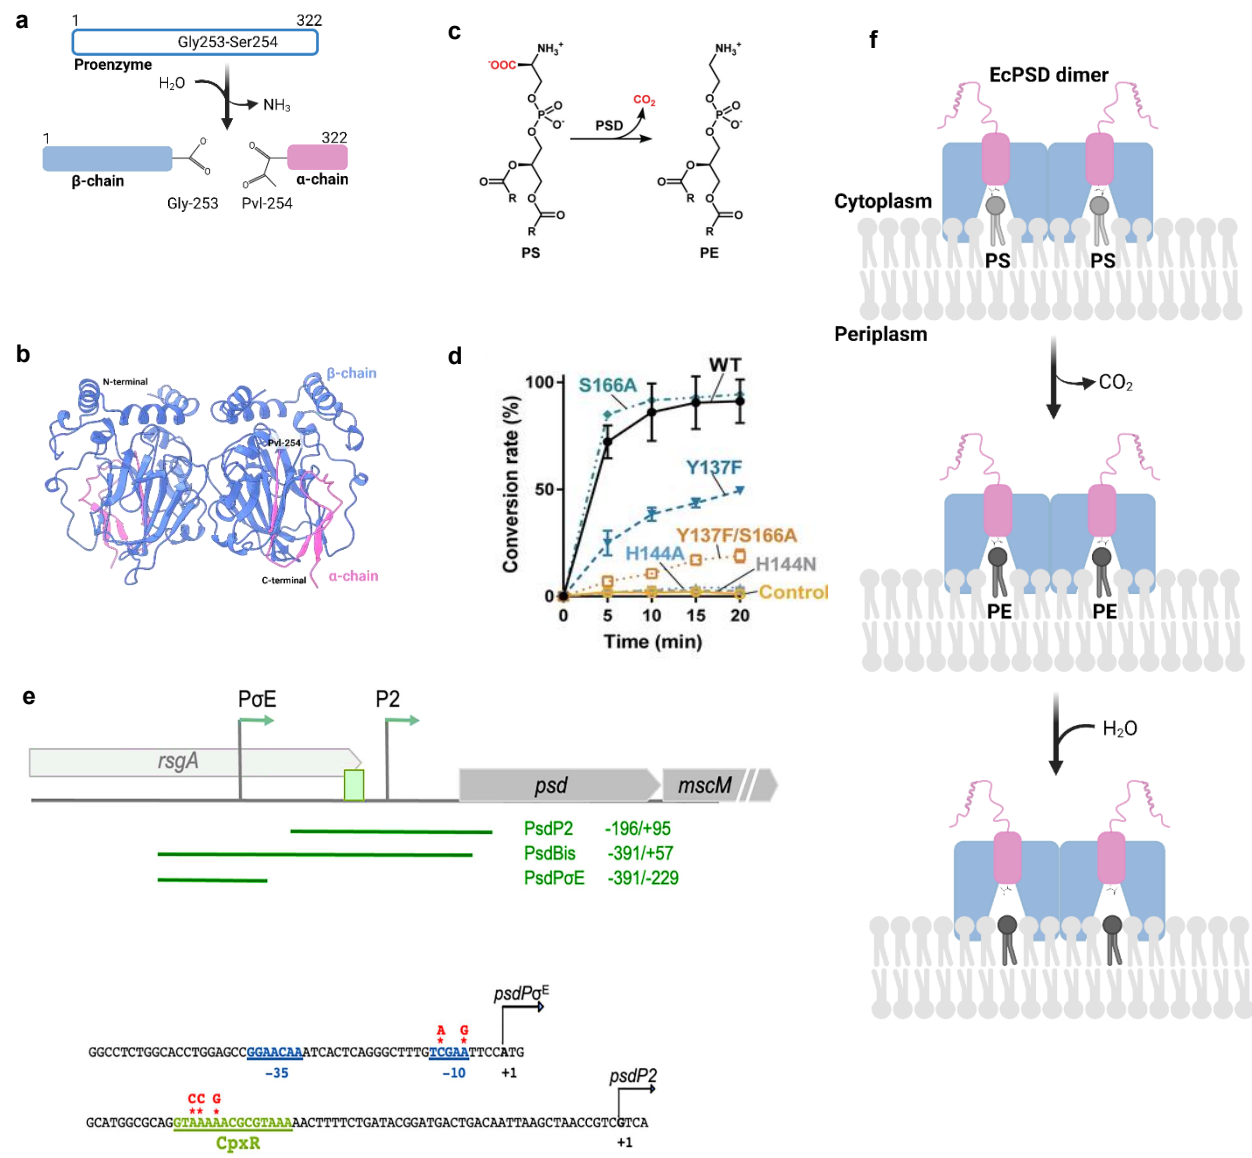 a
1 322
Gly253-Ser254
Proenzyme
H₂O
NH₃
1 322
O⁻
O
O
O
β-chain α-chain
Gly-253 Pvl-254
b
N-terminal
β-chain
Pvl-254
C-terminal
α-chain
c
NH₃⁺
⁻OOC
O
P O
O⁻
O
O
O
O
R
O
R
PS
CO₂
PSD
NH₃⁺
O
P O
O⁻
O
O
O
O
R
O
R
PE
d
Conversion rate (%)
100
50
0
0 5 10 15 20
Time (min)
WT
S166A
Y137F
Y137F/S166A
H144A
H144N
Control
e
PσE P2
rsgA
psd mscM
PsdP2 -196/+95
PsdBis -391/+57
PsdPσE -391/-229
psdPσᴱ
A G
* *
GGCCTCTGGCACCTGGAGCCGGAACAAATCACTCAGGGCTTTGTCGAATTCCATG
-35 -10 +1
psdP2
CC G
** *
GCATGGCGCAGGTAAAAACGCGTAAAAACTTTTCTGATACGGATGACTGACAATTAAGCTAACCGTCGTCA
CpxR +1
f
EcPSD dimer
Cytoplasm
PS PS
Periplasm
CO₂
PE PE
H₂O